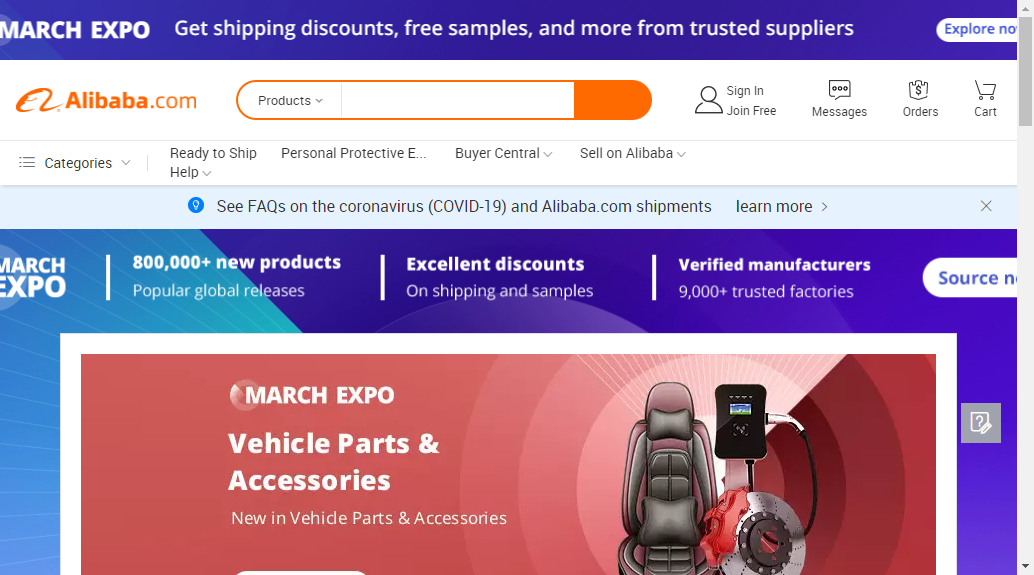 MARCH EXPO
Get shipping discounts, free samples, and more from trusted suppliers
Explore
Alibaba.com
Products
Sign In
Join Free
Messages
Orders
Cart
Categories
Ready to Ship
Personal Protective E...
Buyer Central
Sell on Alibaba
Help
See FAQs on the coronavirus (COVID-19) and Alibaba.com shipments
learn more
MARCH
EXPO
800,000+ new products
Popular global releases
Excellent discounts
On shipping and samples
Verified manufacturers
9,000+ trusted factories
Source
MARCH EXPO
Vehicle Parts &
Accessories
New in Vehicle Parts & Accessories